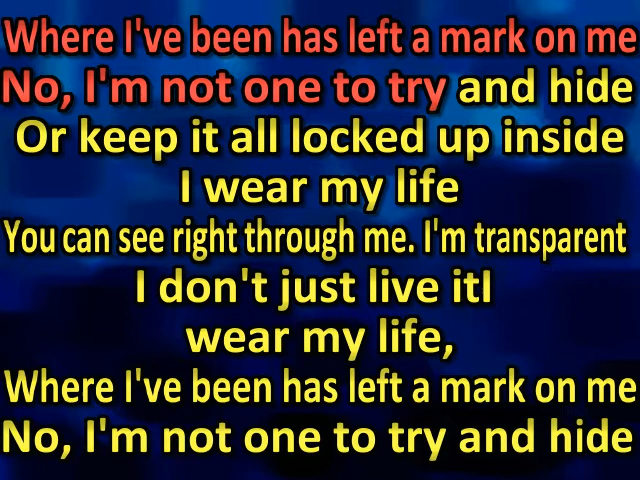 Where I've been has left a mark on me
No, I'm not one to try and hide
Or keep it all locked up inside
I wear my life
You can see right through me. I'm transparent
I don't just live itI
wear my life,
Where I've been has left a mark on me
No, I'm not one to try and hide